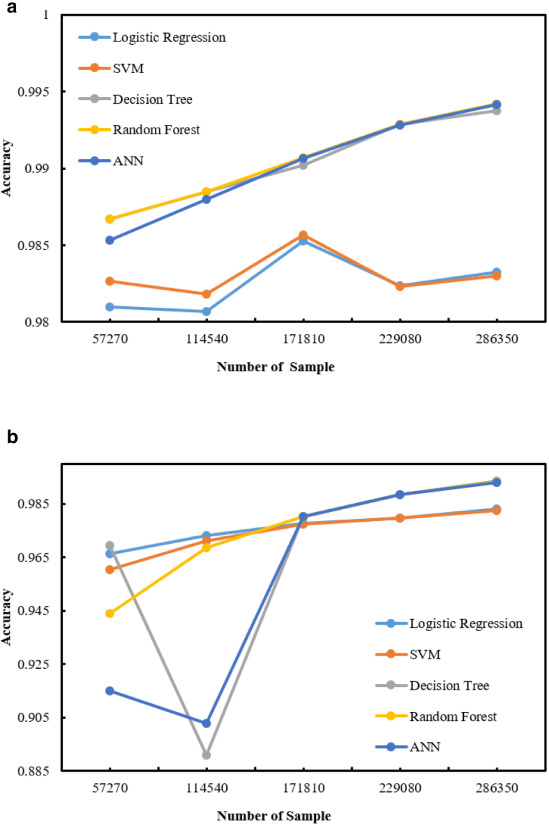 a
1
0.995
0.99
0.985
0.98
Accuracy
Logistic Regression
SVM
Decision Tree
Random Forest
ANN
57270 114540 171810 229080 286350
Number of Sample
b
0.985
0.965
0.945
0.925
0.905
0.885
Accuracy
Logistic Regression
SVM
Decision Tree
Random Forest
ANN
57270 114540 171810 229080 286350
Number of Sample